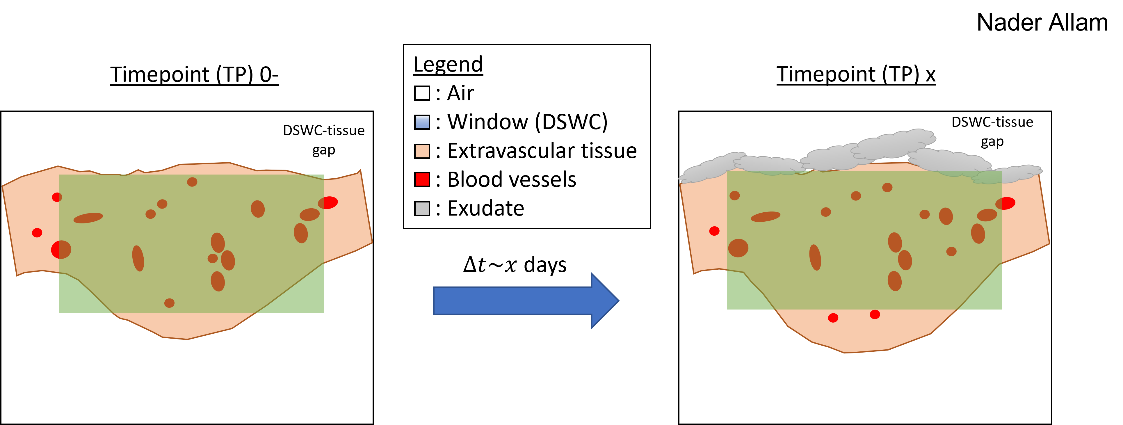 Nader Allam
Timepoint (TP) 0-
Legend
: Air
: Window (DSWC)
: Extravascular tissue
: Blood vessels
: Exudate
Timepoint (TP) x
DSWC-tissue
gap
DSWC-tissue
gap
Δt~x days